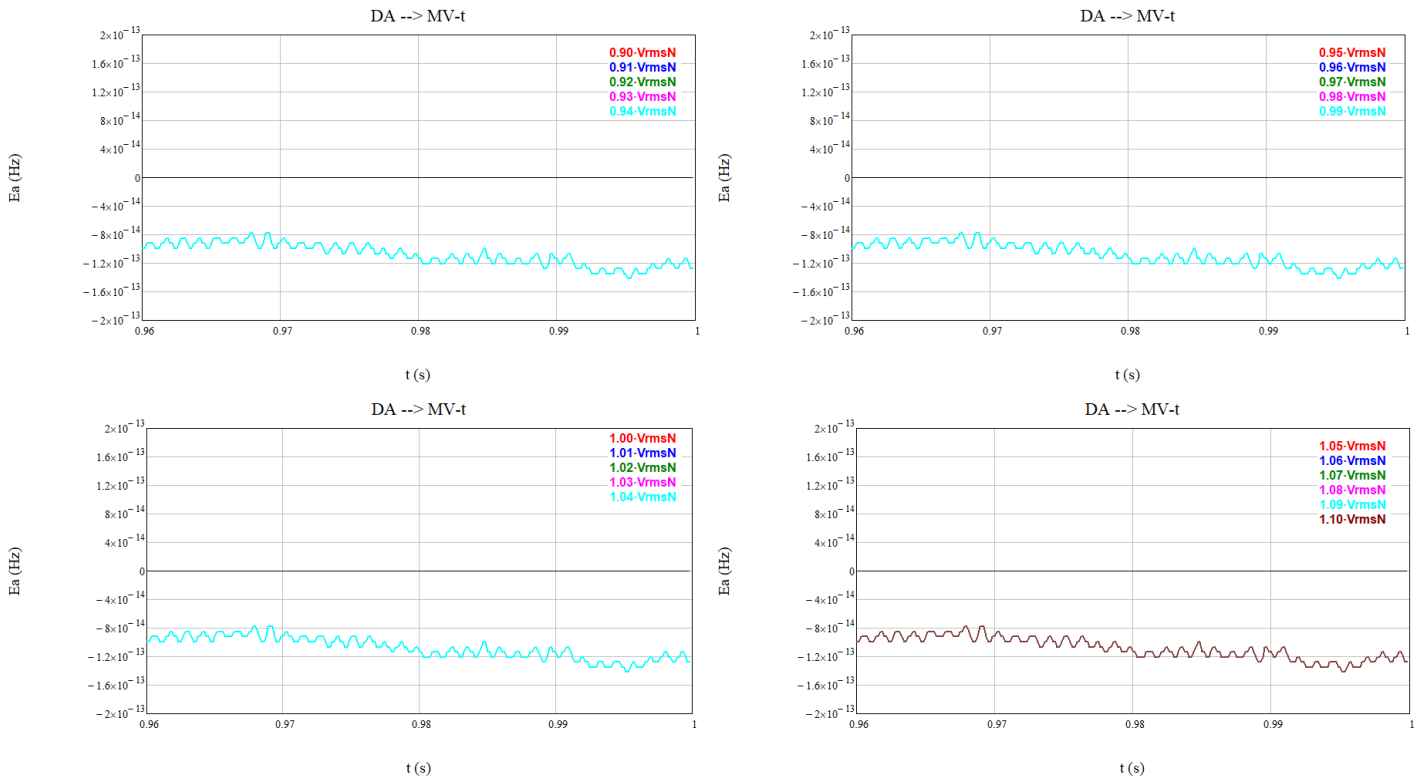 DA --> MV-t
2×10⁻¹³
1.6×10⁻¹³
1.2×10⁻¹³
8×10⁻¹⁴
4×10⁻¹⁴
0
−4×10⁻¹⁴
−8×10⁻¹⁴
−1.2×10⁻¹³
−1.6×10⁻¹³
−2×10⁻¹³
Ea (Hz)
0.90·VrmsN
0.91·VrmsN
0.92·VrmsN
0.93·VrmsN
0.94·VrmsN
0.96 0.97 0.98 0.99 1
t (s)
DA --> MV-t
2×10⁻¹³
1.6×10⁻¹³
1.2×10⁻¹³
8×10⁻¹⁴
4×10⁻¹⁴
0
−4×10⁻¹⁴
−8×10⁻¹⁴
−1.2×10⁻¹³
−1.6×10⁻¹³
−2×10⁻¹³
Ea (Hz)
0.95·VrmsN
0.96·VrmsN
0.97·VrmsN
0.98·VrmsN
0.99·VrmsN
0.96 0.97 0.98 0.99 1
t (s)
DA --> MV-t
2×10⁻¹³
1.6×10⁻¹³
1.2×10⁻¹³
8×10⁻¹⁴
4×10⁻¹⁴
0
−4×10⁻¹⁴
−8×10⁻¹⁴
−1.2×10⁻¹³
−1.6×10⁻¹³
−2×10⁻¹³
Ea (Hz)
1.00·VrmsN
1.01·VrmsN
1.02·VrmsN
1.03·VrmsN
1.04·VrmsN
0.96 0.97 0.98 0.99 1
t (s)
DA --> MV-t
2×10⁻¹³
1.6×10⁻¹³
1.2×10⁻¹³
8×10⁻¹⁴
4×10⁻¹⁴
0
−4×10⁻¹⁴
−8×10⁻¹⁴
−1.2×10⁻¹³
−1.6×10⁻¹³
−2×10⁻¹³
Ea (Hz)
1.05·VrmsN
1.06·VrmsN
1.07·VrmsN
1.08·VrmsN
1.09·VrmsN
1.10·VrmsN
0.96 0.97 0.98 0.99 1
t (s)